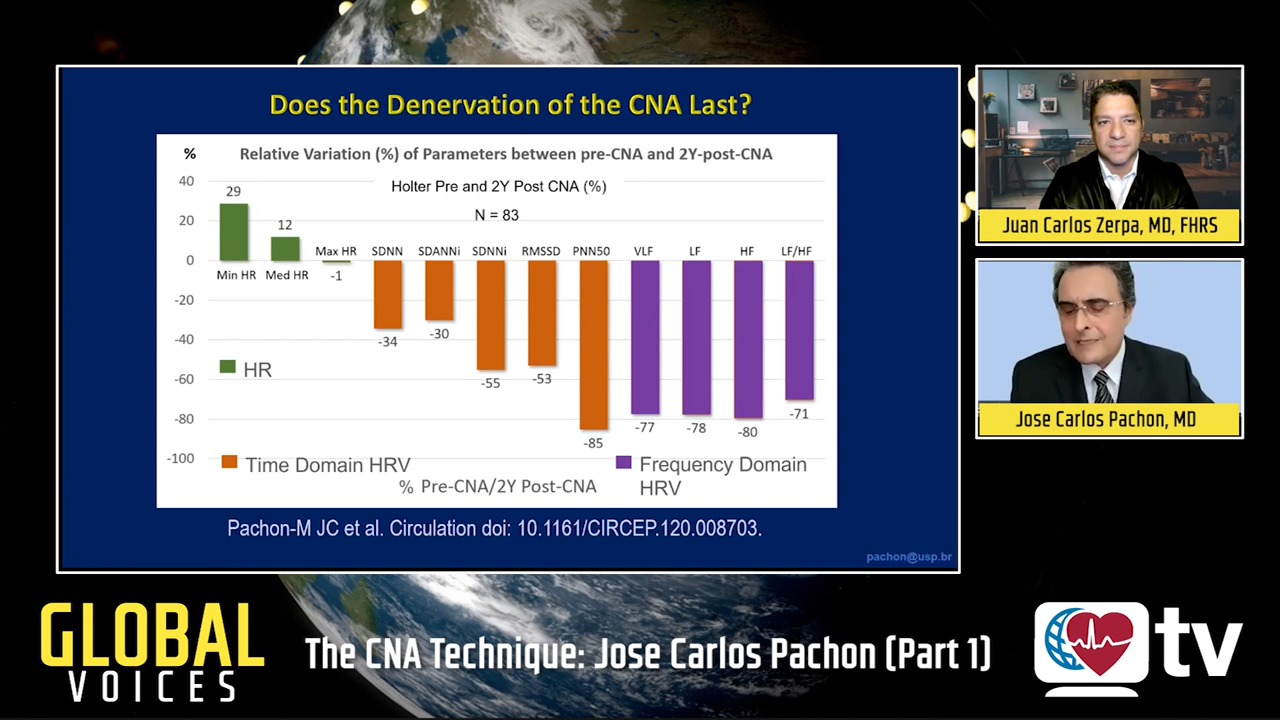 Does the Denervation of the CNA Last?
%
Relative Variation (%) of Parameters between pre-CNA and 2Y-post-CNA
Holter Pre and 2Y Post CNA (%)
N = 83
40
20
0
-20
-40
-60
-80
-100
29
12
-1
-34
-30
-55
-53
-85
-77
-78
-80
-71
Min HR
Med HR
Max HR
SDNN
SDANNi
SDNNi
RMSSD
PNN50
VLF
LF
HF
LF/HF
HR
Time Domain HRV
Frequency Domain
HRV
% Pre-CNA/2Y Post-CNA
Pachon-M JC et al. Circulation doi: 10.1161/CIRCEP.120.008703.
pachon@usp.br
Juan Carlos Zerpa, MD, FHRS
Jose Carlos Pachon, MD
GLOBAL
VOICES
The CNA Technique: Jose Carlos Pachon (Part 1)
tv